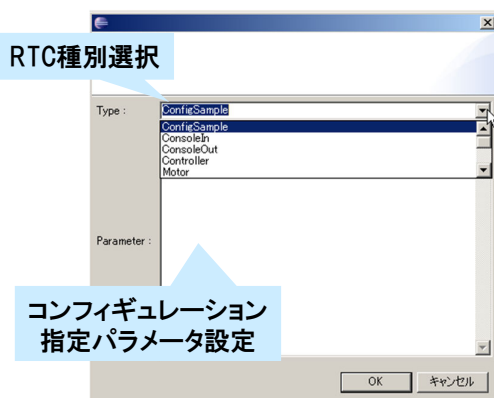 RTC種別選択
Type :
ConfigSample
ConfigSample
ConsoleIn
ConsoleOut
Controller
Motor
Parameter :
コンフィギュレーション
指定パラメータ設定
OK
キャンセル